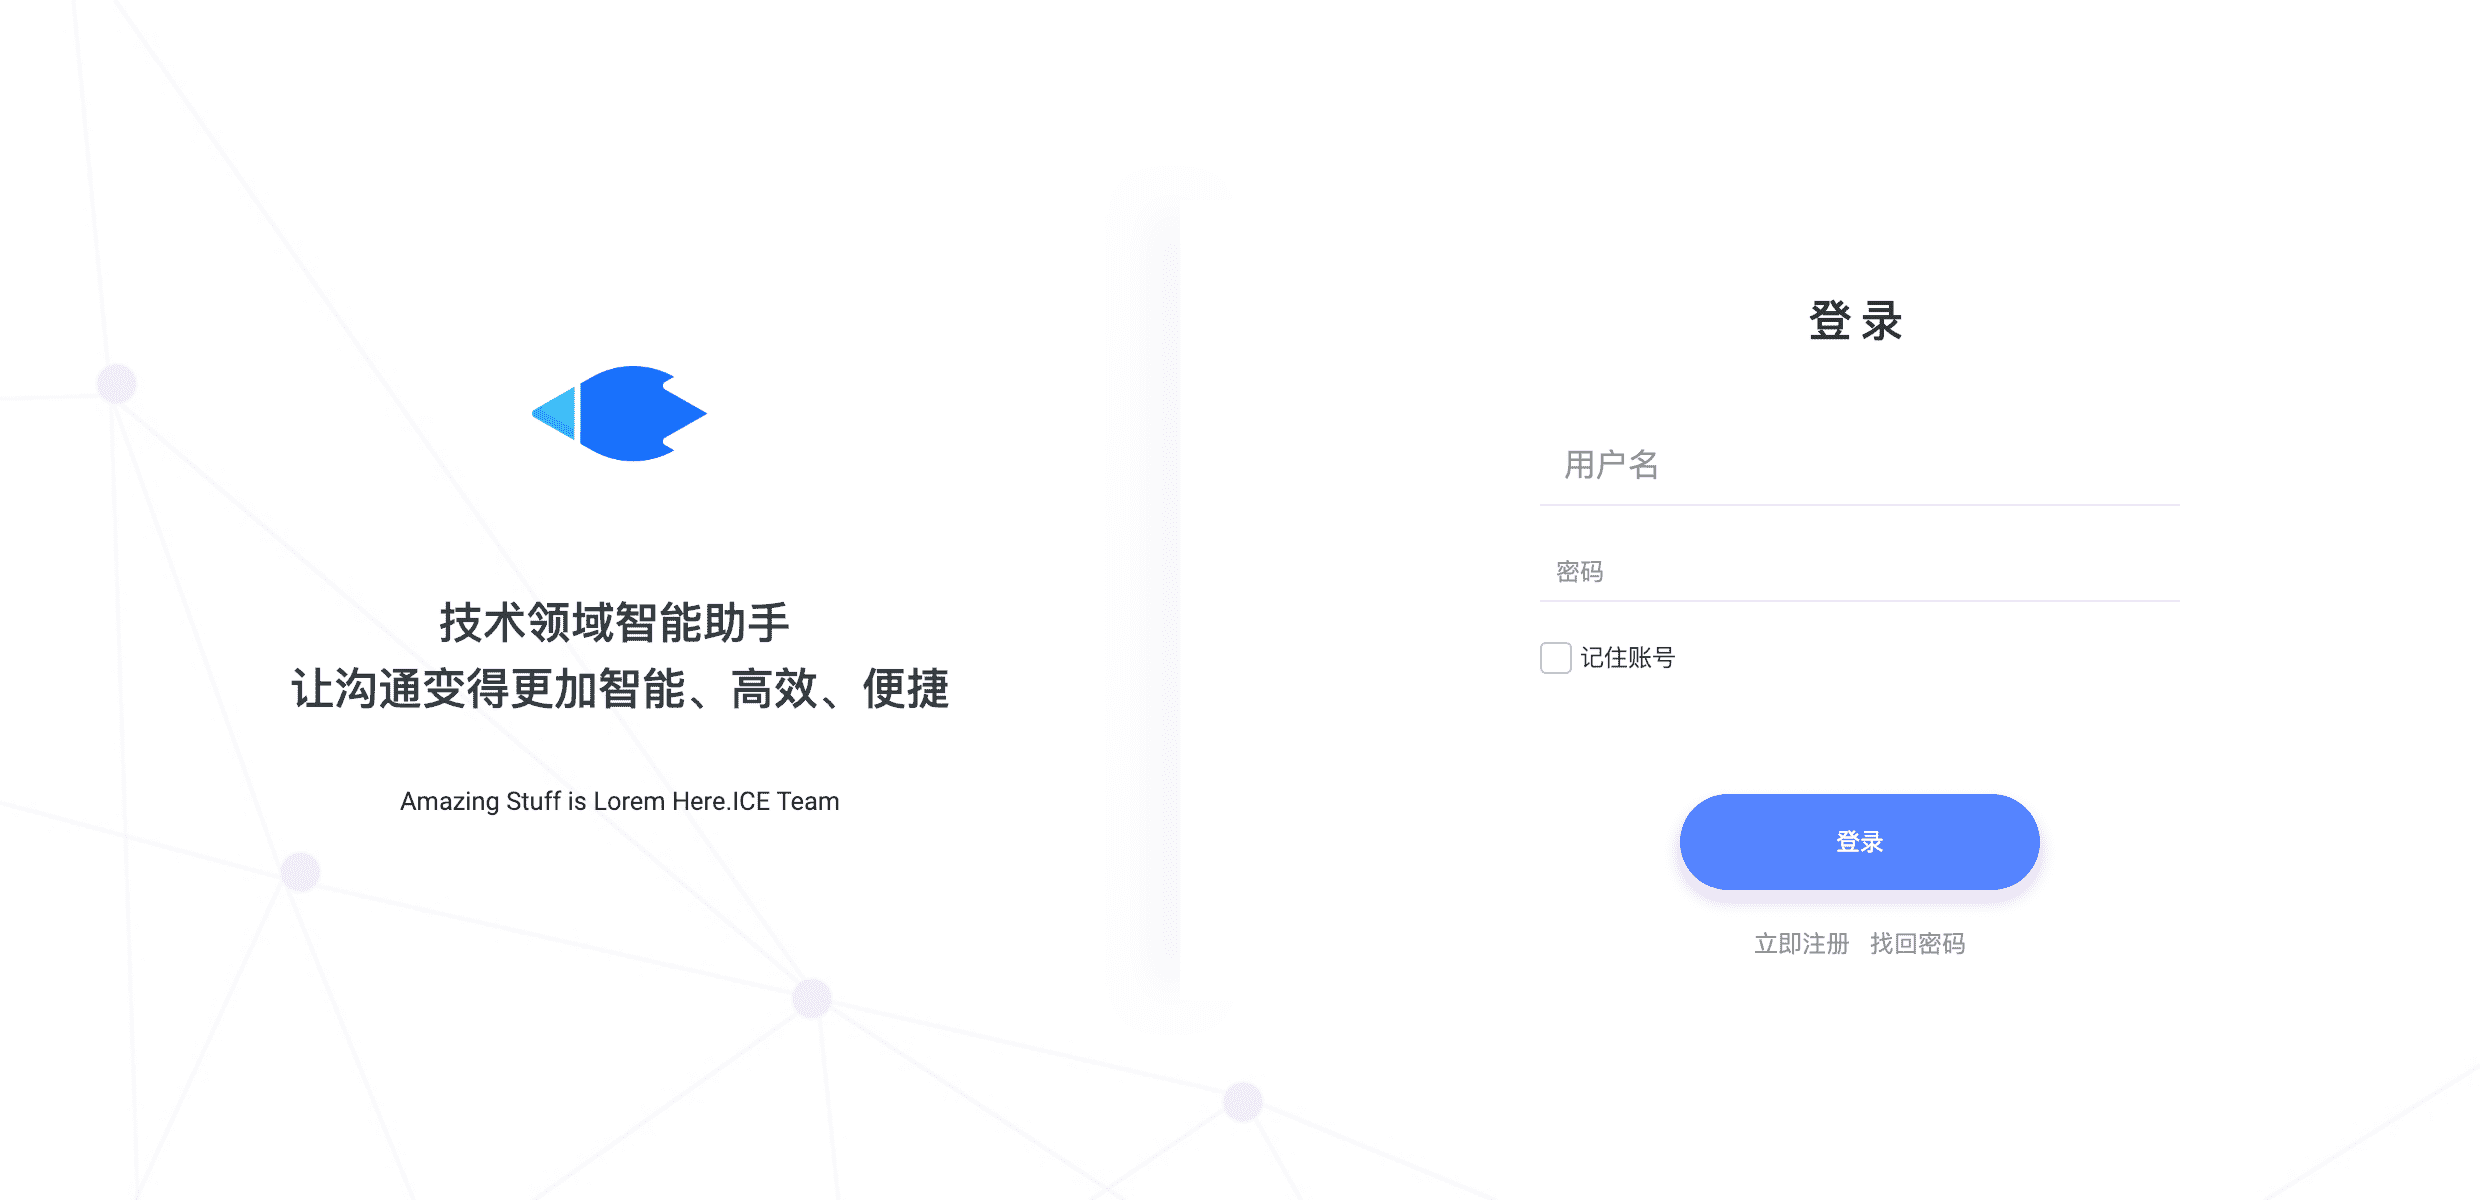 技术领域智能助手
让沟通变得更加智能、高效、便捷
Amazing Stuff is Lorem Here.ICE Team
登 录
用户名
密码
记住账号
登录
立即注册 找回密码